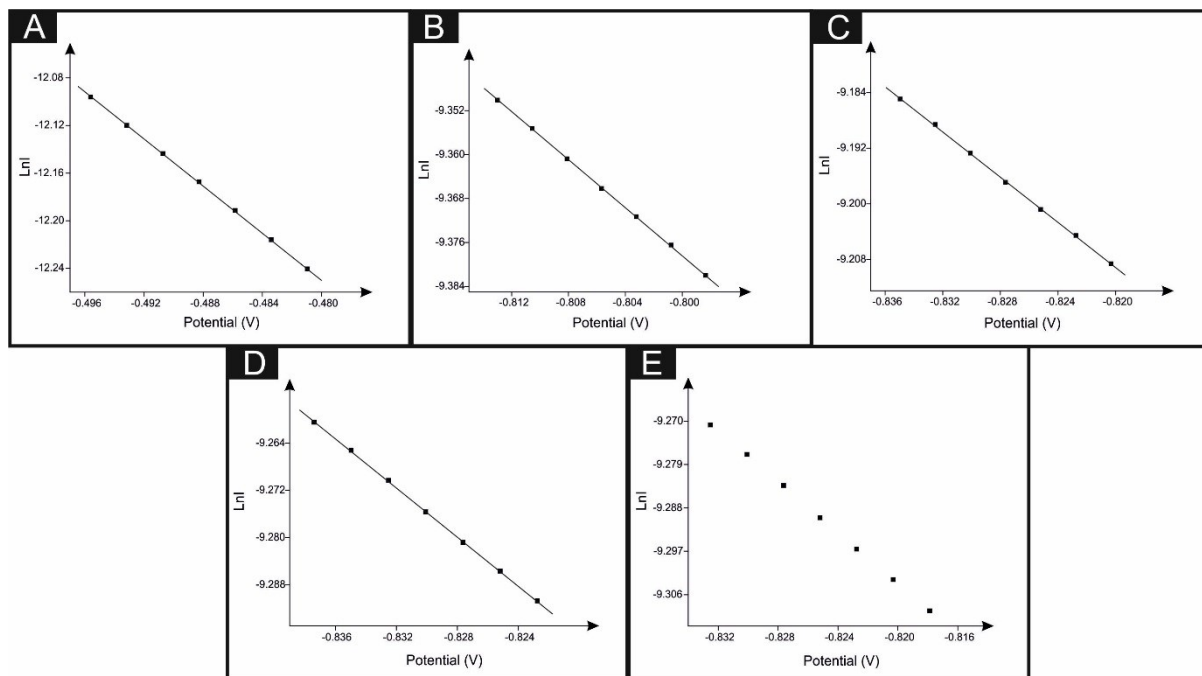 A
-12.08
-12.12
-12.16
-12.20
-12.24
LnI
-0.496 -0.492 -0.488 -0.484 -0.480
Potential (V)
B
-9.352
-9.360
-9.368
-9.376
-9.384
LnI
-0.812 -0.808 -0.804 -0.800
Potential (V)
C
-9.184
-9.192
-9.200
-9.208
LnI
-0.836 -0.832 -0.828 -0.824 -0.820
Potential (V)
D
-9.264
-9.272
-9.280
-9.288
LnI
-0.836 -0.832 -0.828 -0.824
Potential (V)
E
-9.270
-9.279
-9.288
-9.297
-9.306
LnI
-0.832 -0.828 -0.824 -0.820 -0.816
Potential (V)